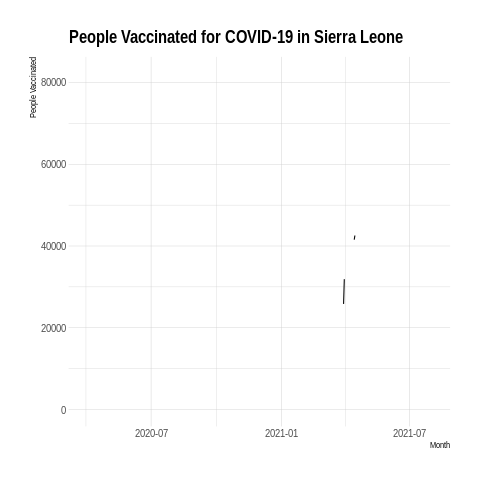 People Vaccinated for COVID-19 in Sierra Leone
People Vaccinated
80000
60000
40000
20000
0
2020-07
2021-01
2021-07
Month